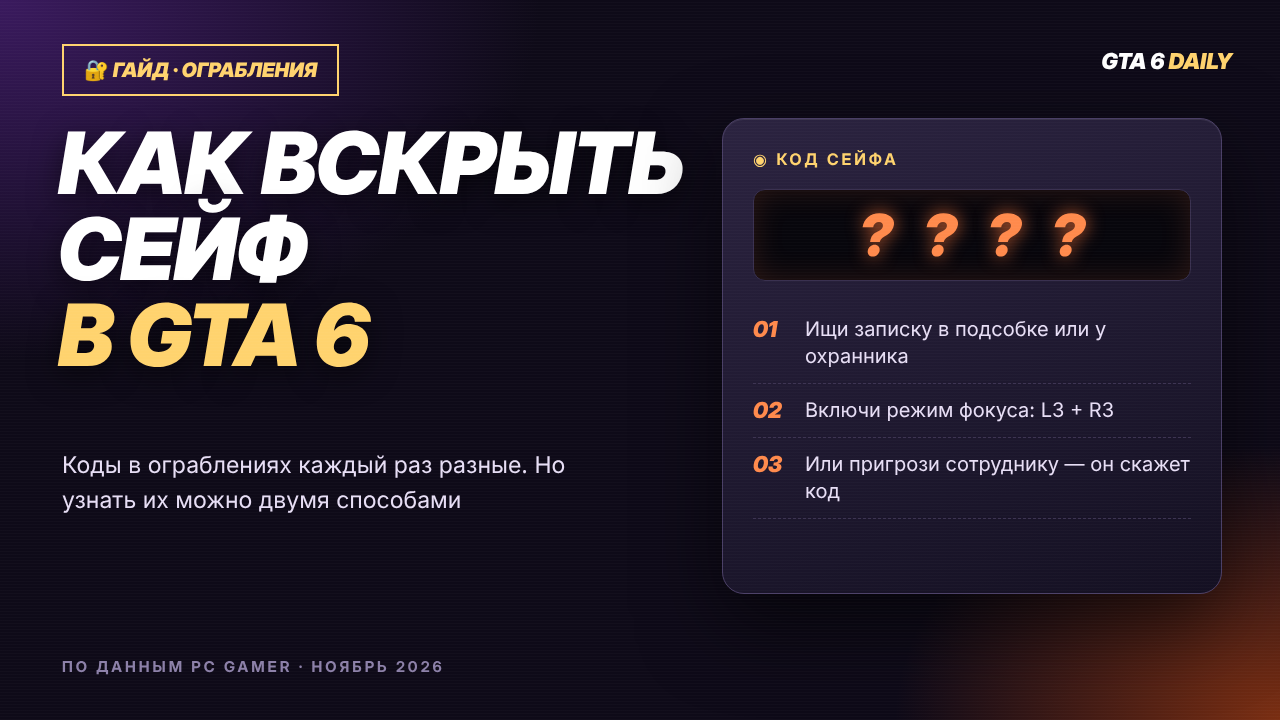 🔐 ГАЙД · ОГРАБЛЕНИЯ
GTA 6 DAILY
КАК ВСКРЫТЬ
СЕЙФ
В GTA 6
Коды в ограблениях каждый раз разные. Но
узнать их можно двумя способами
◉ КОД СЕЙФА
? ? ? ?
01 Ищи записку в подсобке или у
охранника
02 Включи режим фокуса: L3 + R3
03 Или пригрози сотруднику — он скажет
код
ПО ДАННЫМ PC GAMER · НОЯБРЬ 2026